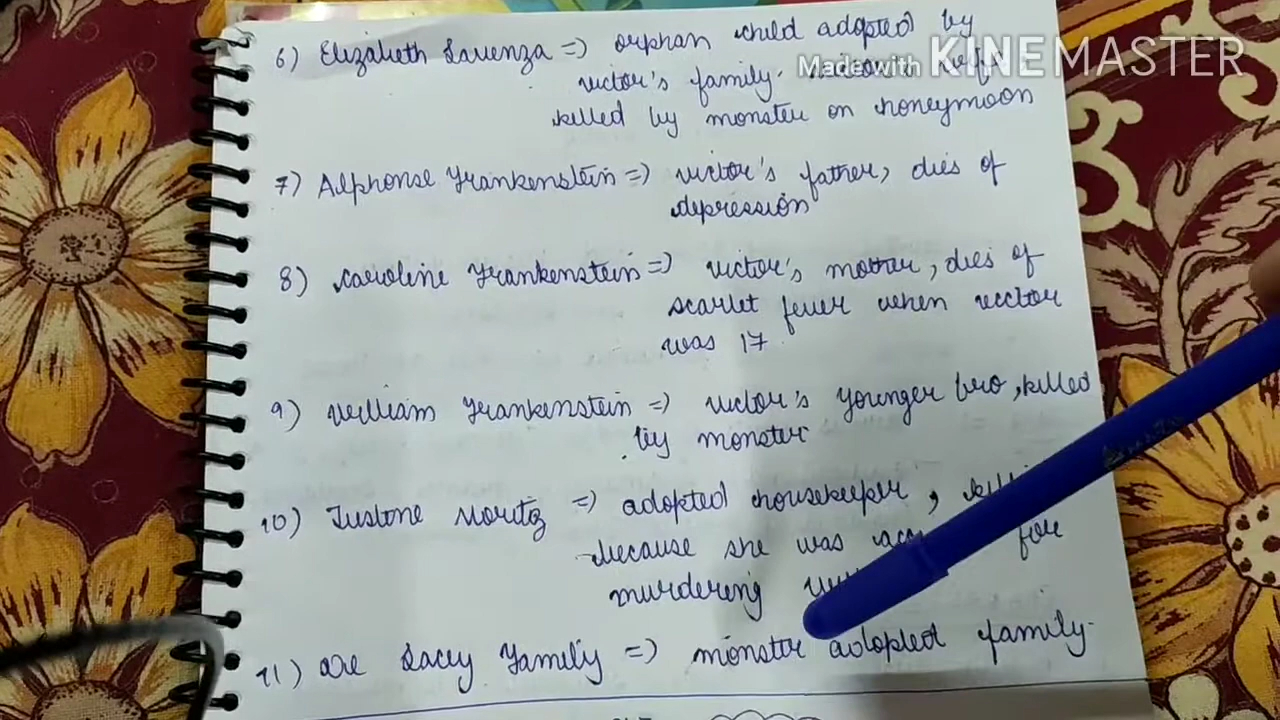 6) Elizabeth Lavenza => orphan child adopted by
Made with KINEMASTER
victor's family. wife
killed by monster on honeymoon
7) Alphonse Frankenstein => victor's father, dies of
depression
8) Caroline Frankenstein => victor's mother, dies of
scarlet fever when victor
was 17
9) William Frankenstein => victor's younger bro, killed
by monster
10) Justine Moritz => adopted housekeeper,
because she was for
murdering
11) De Lacey Family => monster adopted family.